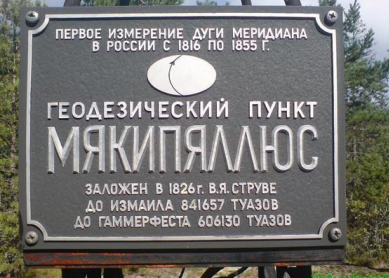 ПЕРВОЕ ИЗМЕРЕНИЕ ДУГИ МЕРИДИАНА
В РОССИИ С 1816 ПО 1855 Г.
ГЕОДЕЗИЧЕСКИЙ ПУНКТ
МЯКИПЯЛЛЮС
ЗАЛОЖЕН В 1826 г. В.Я. СТРУВЕ
ДО ИЗМАИЛА 841657 ТУАЗОВ
ДО ГАММЕРФЕСТА 606130 ТУАЗОВ